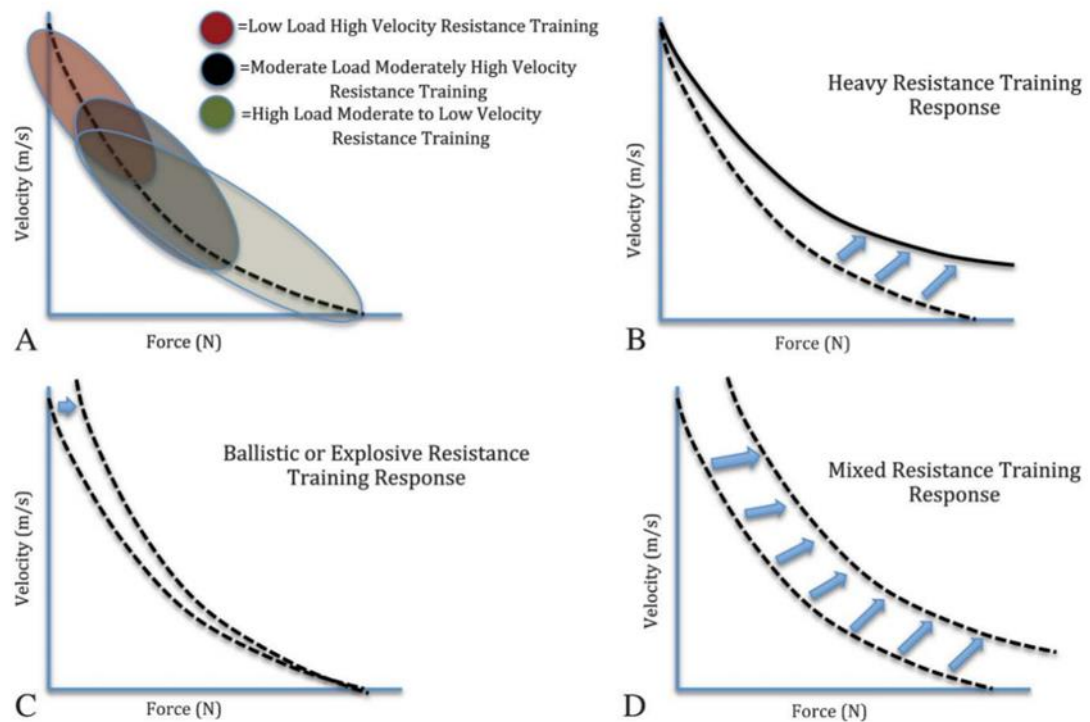 =Low Load High Velocity Resistance Training
=Moderate Load Moderately High Velocity
Resistance Training
=High Load Moderate to Low Velocity
Resistance Training
Velocity (m/s)
Force (N)
A
Heavy Resistance Training
Response
Velocity (m/s)
Force (N)
B
Ballistic or Explosive Resistance
Training Response
Velocity (m/s)
Force (N)
C
Mixed Resistance Training
Response
Velocity (m/s)
Force (N)
D